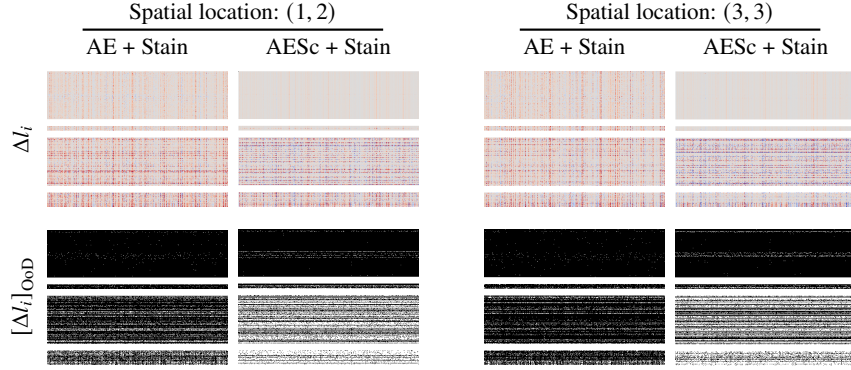 Spatial location: (1, 2)
Spatial location: (3, 3)
AE + Stain
AESc + Stain
AE + Stain
AESc + Stain
Δl_i
[Δl_i]_OoD